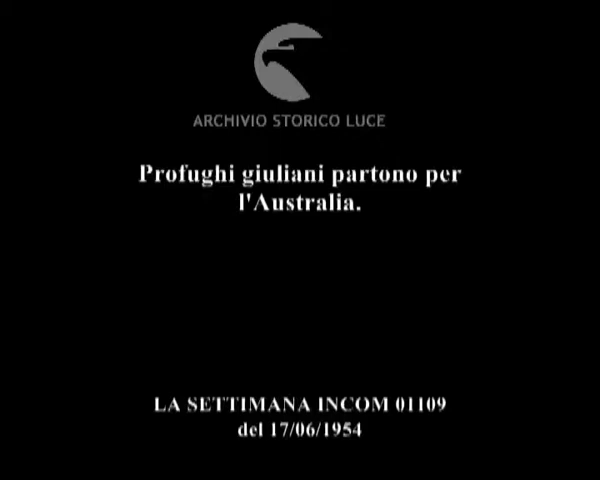 ARCHIVIO STORICO LUCE
Profughi giuliani partono per
l'Australia.
LA SETTIMANA INCOM 01109
del 17/06/1954